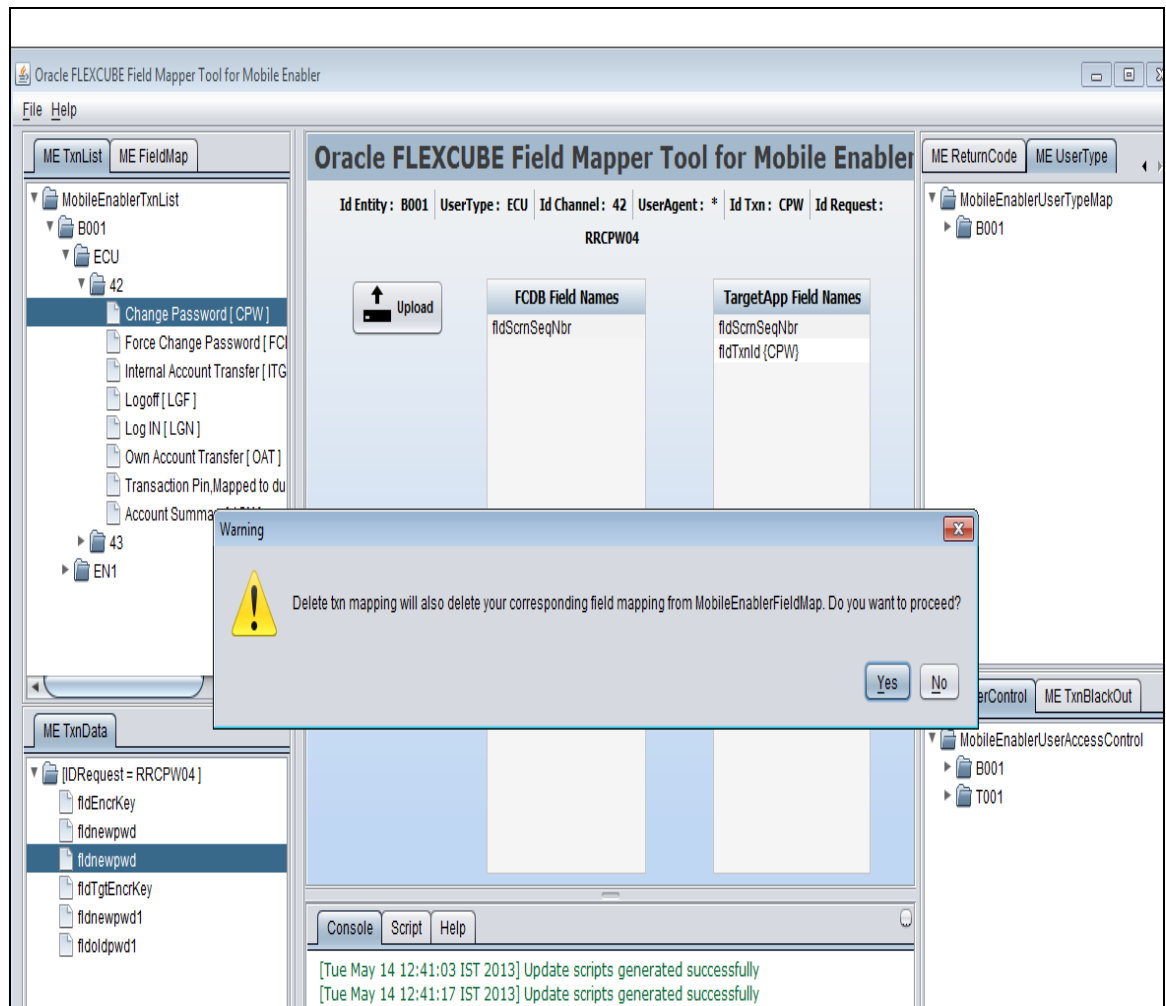 Oracle FLEXCUBE Field Mapper Tool for Mobile Enabler
File Help
ME TxnList ME FieldMap
MobileEnablerTxnList
B001
ECU
42
Change Password [ CPW ]
Force Change Password [ FC
Internal Account Transfer [ ITG
Logoff [ LGF ]
Log IN [ LGN ]
Own Account Transfer [ OAT ]
Transaction Pin,Mapped to du
Account Summa
43
EN1
Oracle FLEXCUBE Field Mapper Tool for Mobile Enabler
Id Entity : B001 UserType : ECU Id Channel : 42 UserAgent : * Id Txn : CPW Id Request :
RRCPW04
Upload
FCDB Field Names
fldScrnSeqNbr
TargetApp Field Names
fldScrnSeqNbr
fldTxnId {CPW}
ME ReturnCode ME UserType
MobileEnablerUserTypeMap
B001
Warning
Delete txn mapping will also delete your corresponding field mapping from MobileEnablerFieldMap. Do you want to proceed?
Yes No
ME TxnData
[IDRequest = RRCPW04 ]
fldEncrKey
fldnewpwd
fldnewpwd
fldTgtEncrKey
fldnewpwd1
fldoldpwd1
erControl ME TxnBlackOut
MobileEnablerUserAccessControl
B001
T001
Console Script Help
[Tue May 14 12:41:03 IST 2013] Update scripts generated successfully
[Tue May 14 12:41:17 IST 2013] Update scripts generated successfully